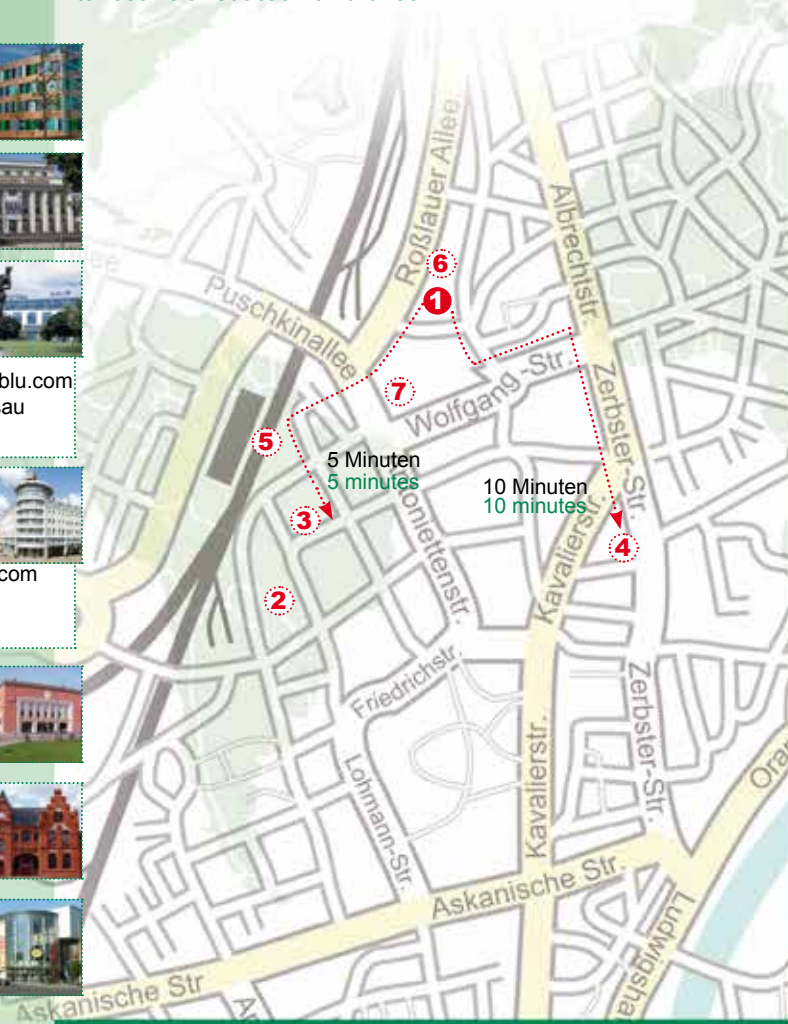 Roßlauer Allee
Albrechtstr.
6
1
Puschkinallee
7
Wolfgang-Str.
Zerbster-Str.
blu.com
sau
5
5 Minuten
5 minutes
10 Minuten
10 minutes
3
4
Kavalierstr.
com
2
Friedrichstr.
Zerbster-Str.
Lohmann-Str.
Kavalierstr.
Askanische Str.
Askanische Str